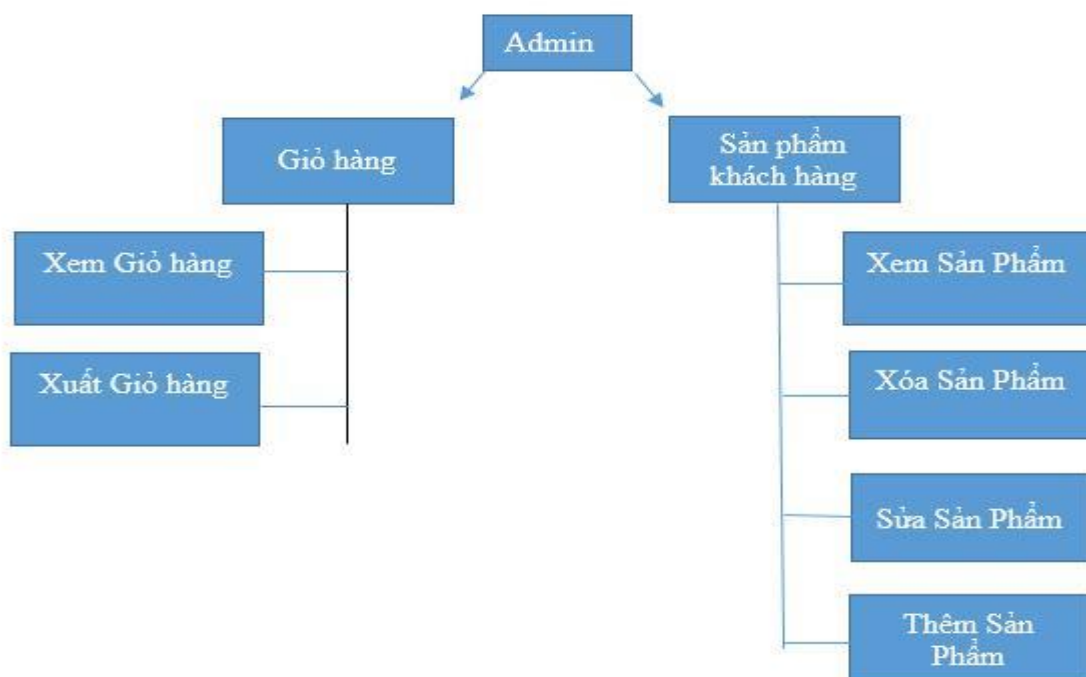 Admin
Giỏ hàng
Sản phẩm
khách hàng
Xem Giỏ hàng
Xuất Giỏ hàng
Xem Sản Phẩm
Xóa Sản Phẩm
Sửa Sản Phẩm
Thêm Sản
Phẩm